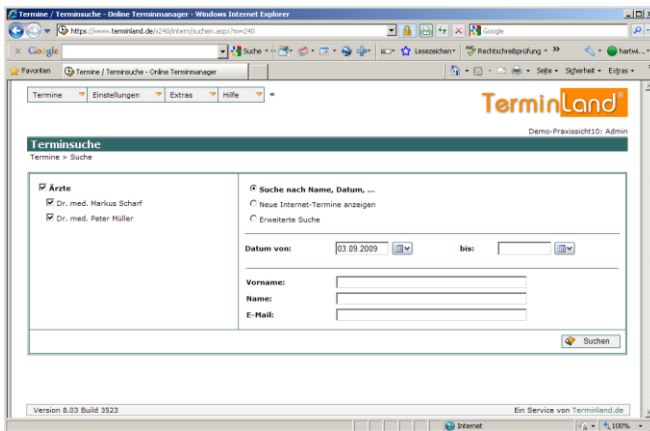 Termine / Terminsuche - Online Terminmanager - Windows Internet Explorer
https://www.terminland.de/s240/intern/suchen.aspx?m=240
Google
Google
Suche
Lesezeichen
Rechtschreibprüfung
hartwi...
Favoriten
Termine / Terminsuche - Online Terminmanager
Seite
Sicherheit
Extras
Termine
Einstellungen
Extras
Hilfe
«
TerminLand®
Demo-Praxissicht10: Admin
Terminsuche
Termine > Suche
Ärzte
Dr. med. Markus Scharf
Dr. med. Peter Müller
Suche nach Name, Datum, ...
Neue Internet-Termine anzeigen
Erweiterte Suche
Datum von: 03.09.2009 bis:
Vorname:
Name:
E-Mail:
Suchen
Version 8.03 Build 3523
Ein Service von Terminland.de
Internet
100%